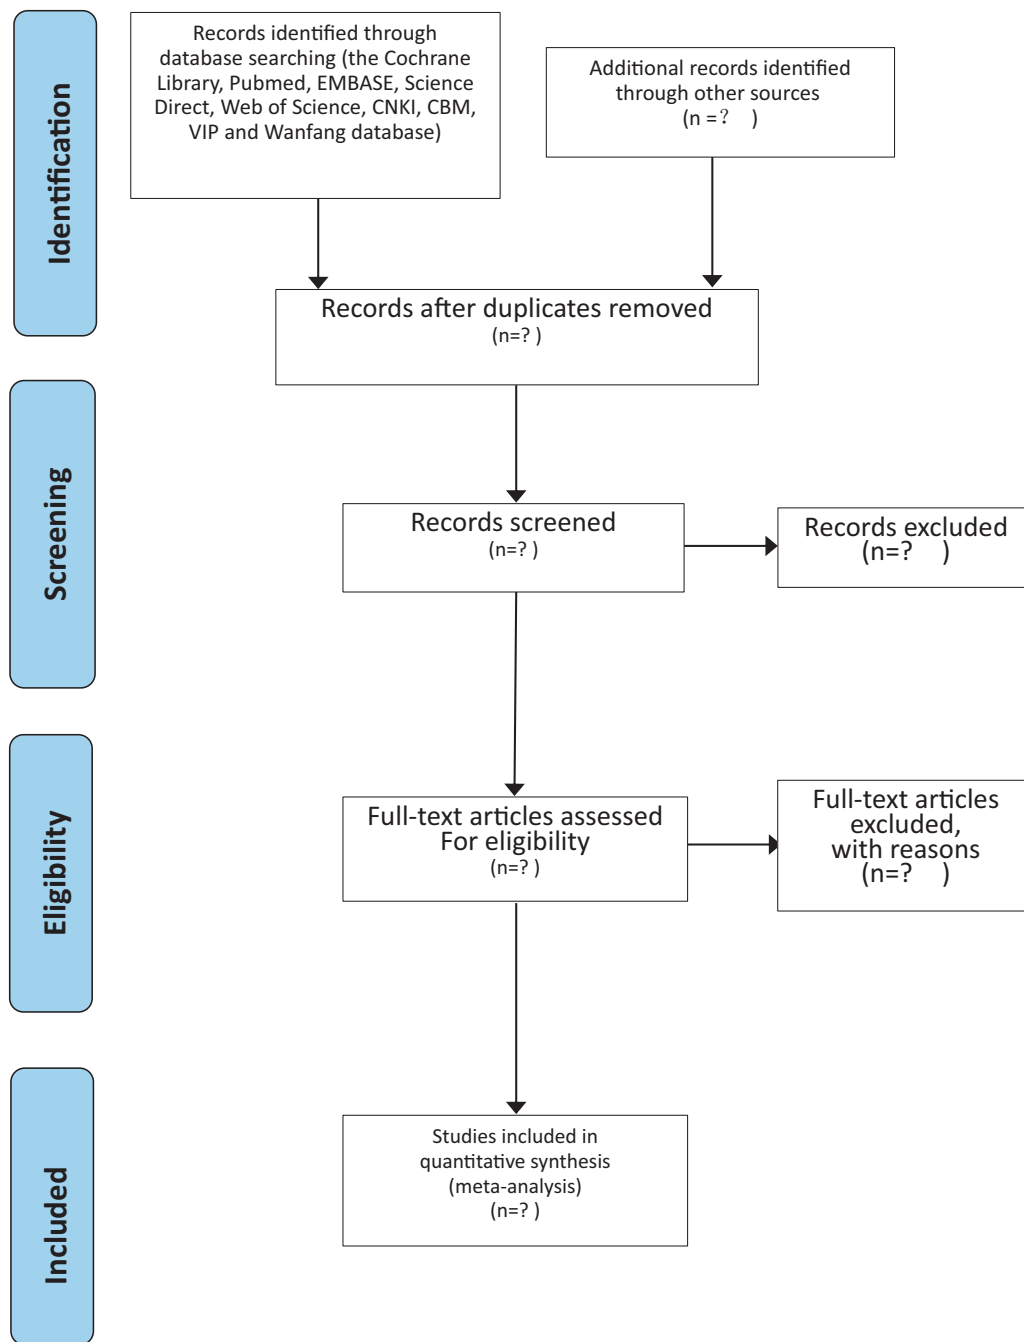 Identification
Records identified through
database searching (the Cochrane
Library, Pubmed, EMBASE, Science
Direct, Web of Science, CNKI, CBM,
VIP and Wanfang database)
Additional records identified
through other sources
(n =? )
Records after duplicates removed
(n=? )
Screening
Records screened
(n=? )
Records excluded
(n=? )
Eligibility
Full-text articles assessed
For eligibility
(n=? )
Full-text articles
excluded,
with reasons
(n=? )
Included
Studies included in
quantitative synthesis
(meta-analysis)
(n=? )